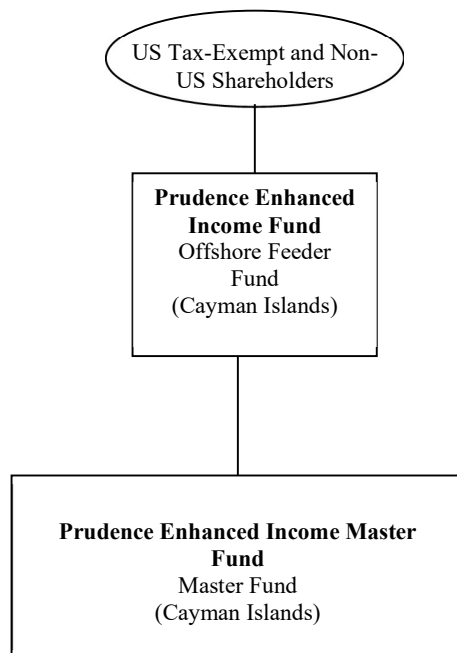 US Tax-Exempt and Non-
US Shareholders
Prudence Enhanced
Income Fund
Offshore Feeder
Fund
(Cayman Islands)
Prudence Enhanced Income Master
Fund
Master Fund
(Cayman Islands)